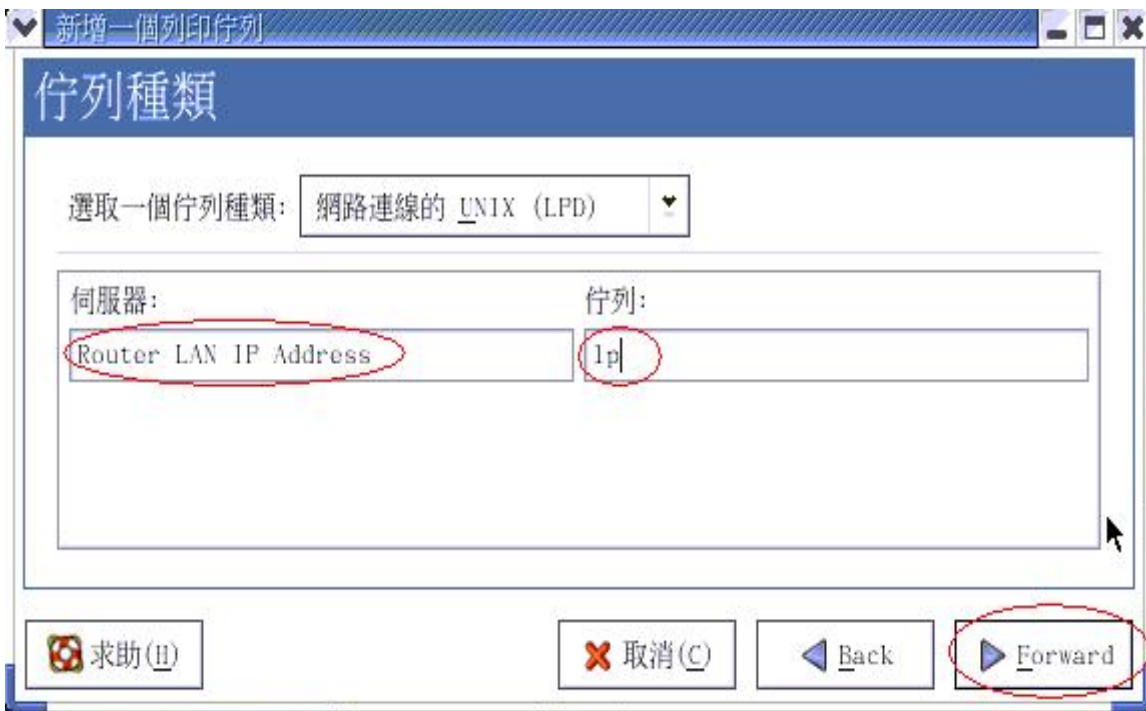 新增一個列印佇列
佇列種類
選取一個佇列種類: 網路連線的 UNIX (LPD)
伺服器: 佇列:
Router LAN IP Address lp
求助(H) 取消(C) Back Forward